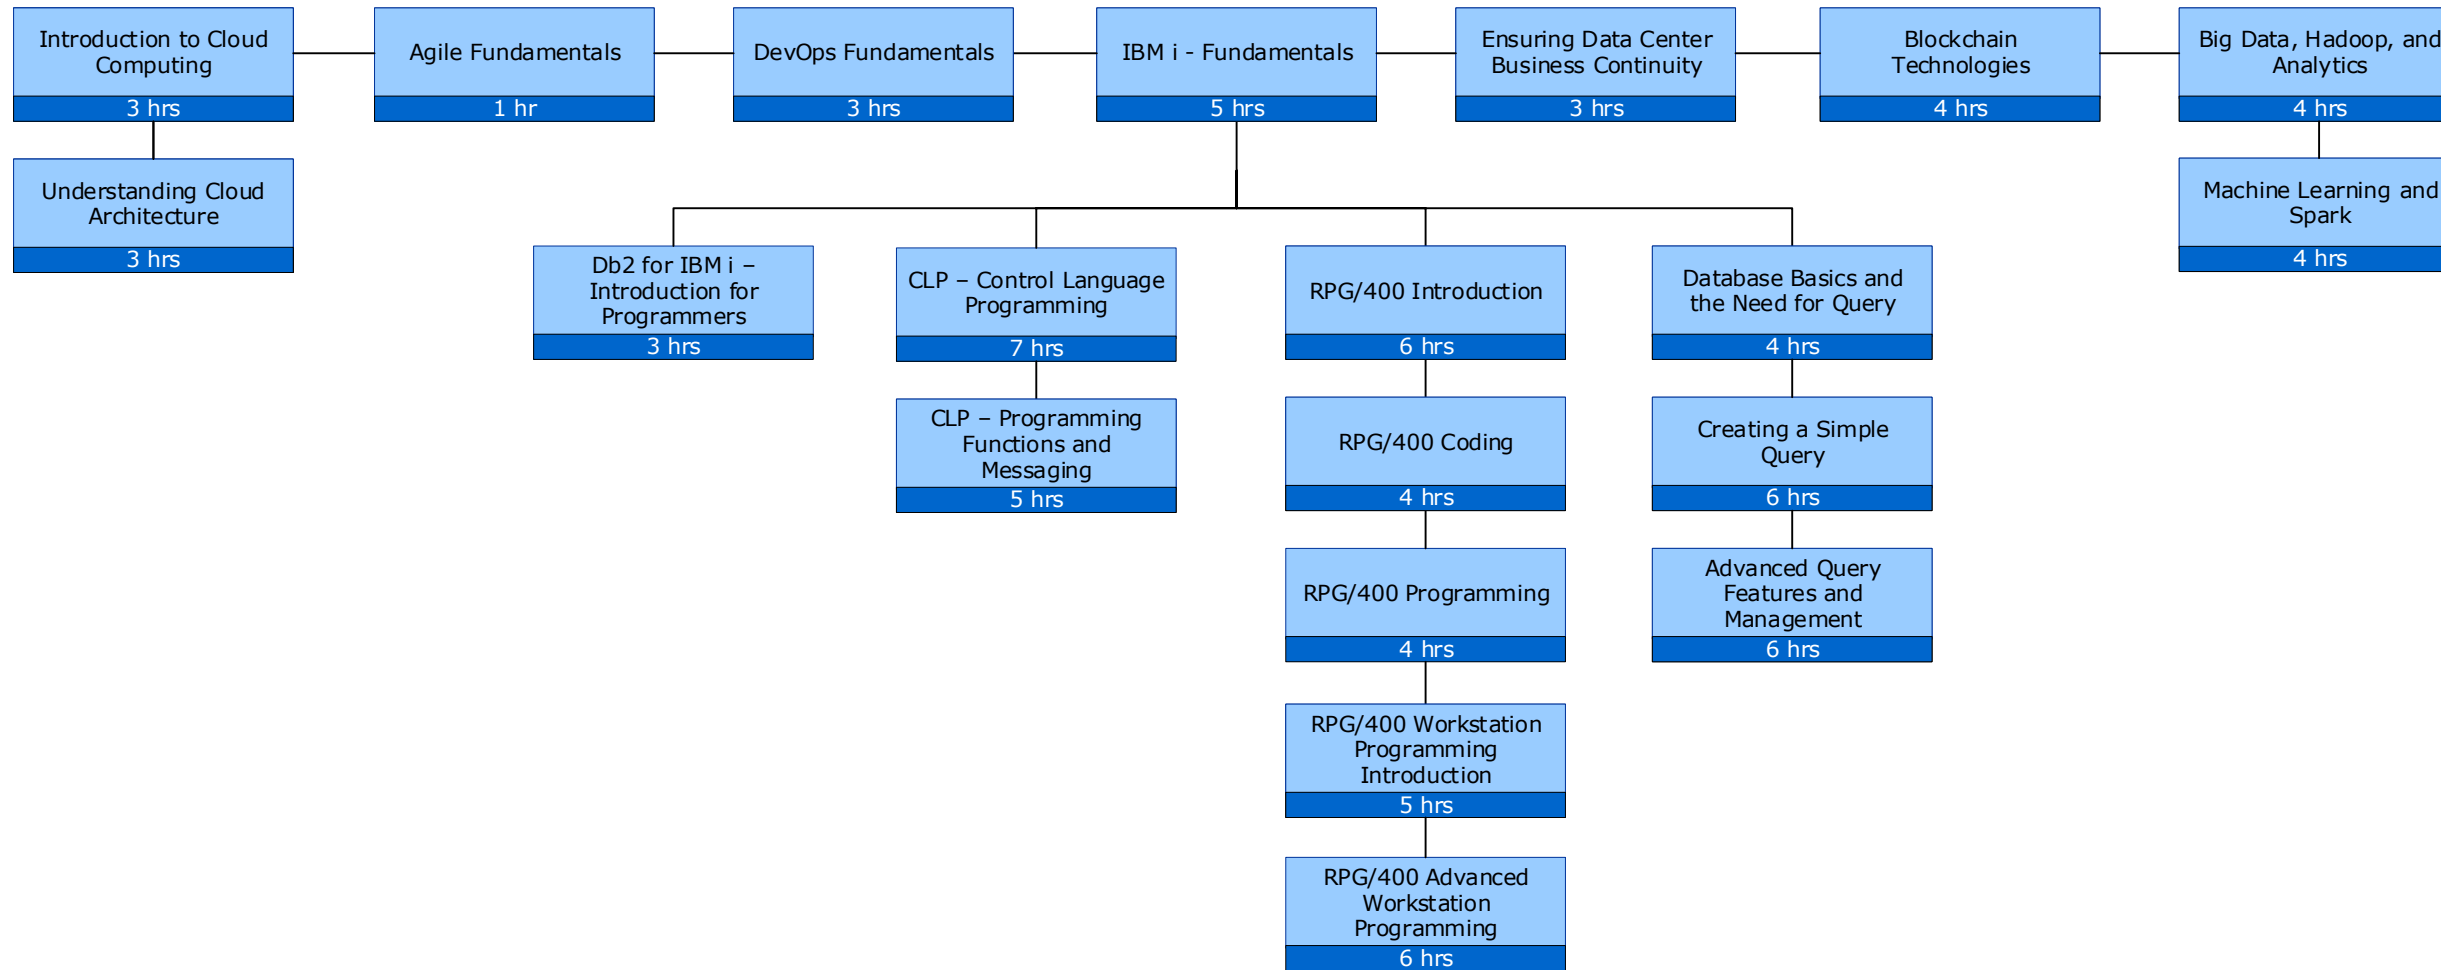 Introduction to Cloud
Computing
3 hrs
Agile Fundamentals
1 hr
DevOps Fundamentals
3 hrs
IBM i - Fundamentals
5 hrs
Ensuring Data Center
Business Continuity
3 hrs
Blockchain
Technologies
4 hrs
Big Data, Hadoop, and
Analytics
4 hrs
Understanding Cloud
Architecture
3 hrs
Machine Learning and
Spark
4 hrs
Db2 for IBM i –
Introduction for
Programmers
3 hrs
CLP – Control Language
Programming
7 hrs
CLP – Programming
Functions and
Messaging
5 hrs
RPG/400 Introduction
6 hrs
RPG/400 Coding
4 hrs
RPG/400 Programming
4 hrs
RPG/400 Workstation
Programming
Introduction
5 hrs
RPG/400 Advanced
Workstation
Programming
6 hrs
Database Basics and
the Need for Query
4 hrs
Creating a Simple
Query
6 hrs
Advanced Query
Features and
Management
6 hrs